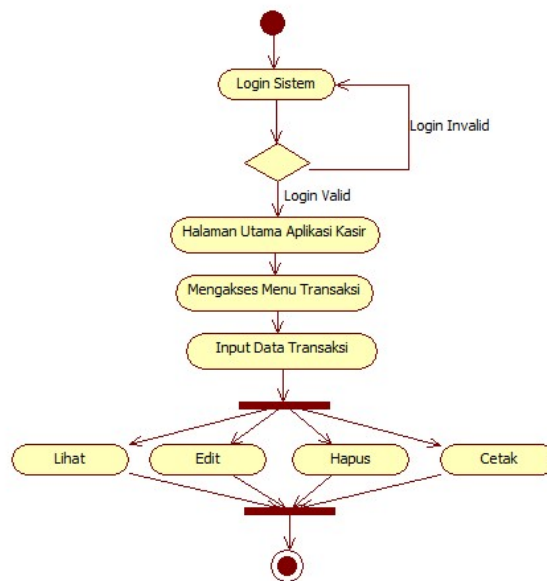 Login Sistem
Login Invalid
Login Valid
Halaman Utama Aplikasi Kasir
Mengakses Menu Transaksi
Input Data Transaksi
Lihat
Edit
Hapus
Cetak